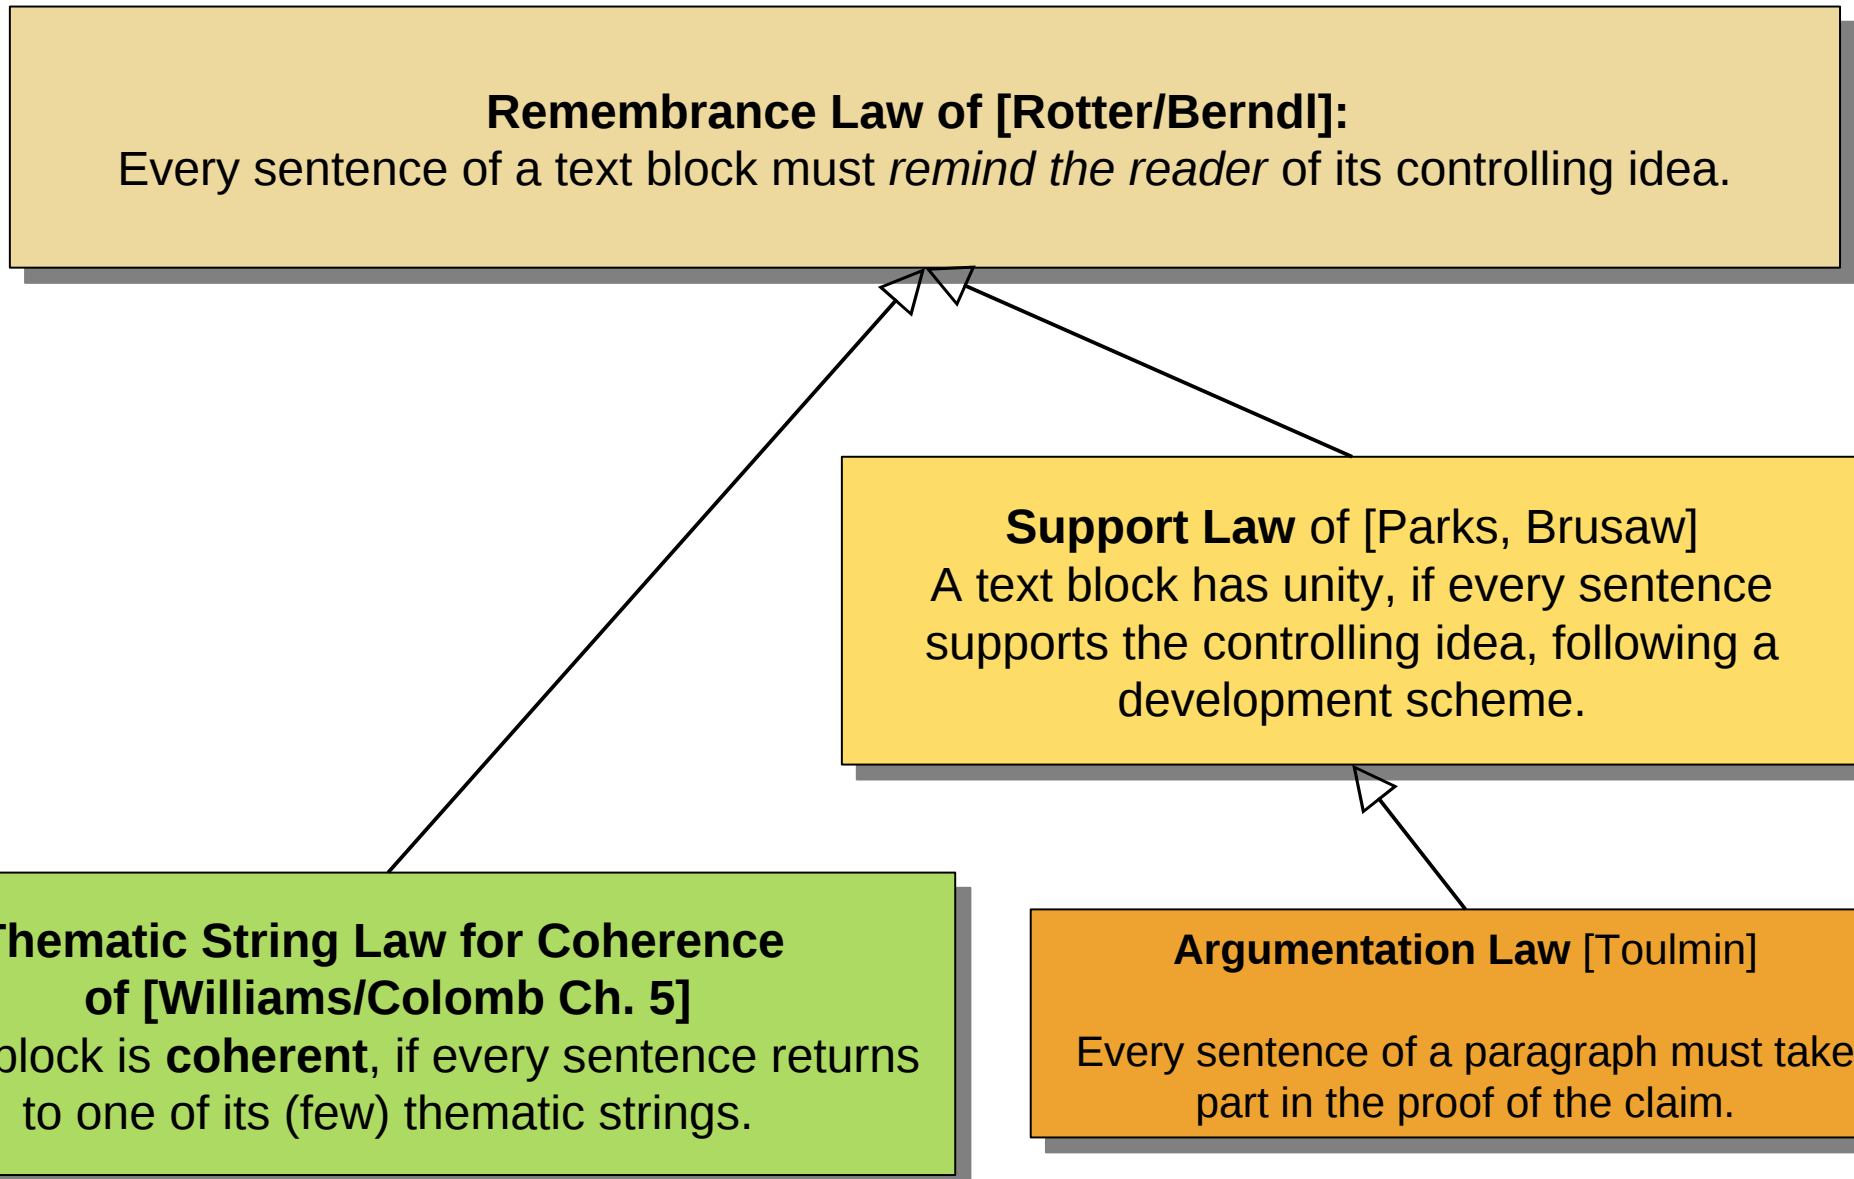 Remembrance Law of [Rotter/Berndl]:
Every sentence of a text block must remind the reader of its controlling idea.
Support Law of [Parks, Brusaw]
A text block has unity, if every sentence
supports the controlling idea, following a
development scheme.
Thematic String Law for Coherence
of [Williams/Colomb Ch. 5]
block is coherent, if every sentence returns
to one of its (few) thematic strings.
Argumentation Law [Toulmin]
Every sentence of a paragraph must take
part in the proof of the claim.